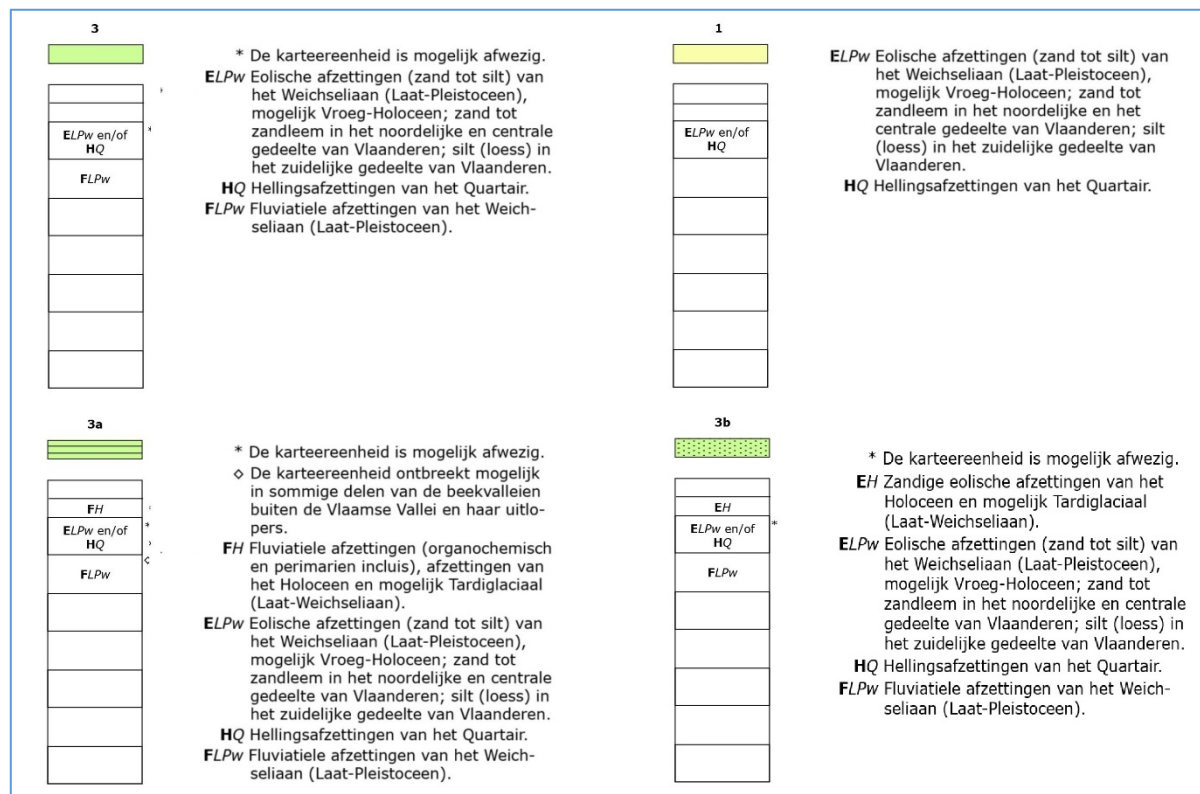 3
* De karteereenheid is mogelijk afwezig.
ELPw Eolische afzettingen (zand tot silt) van
het Weichseliaan (Laat-Pleistoceen),
mogelijk Vroeg-Holoceen; zand tot
zandleem in het noordelijke en centrale
gedeelte van Vlaanderen; silt (loess) in
het zuidelijke gedeelte van Vlaanderen.
HQ Hellingsafzettingen van het Quartair.
FLPw Fluviatiele afzettingen van het Weich-
seliaan (Laat-Pleistoceen).
*
ELPw en/of
HQ
FLPw
1
ELPw Eolische afzettingen (zand tot silt) van
het Weichseliaan (Laat-Pleistoceen),
mogelijk Vroeg-Holoceen; zand tot
zandleem in het noordelijke en het
centrale gedeelte van Vlaanderen; silt
(loess) in het zuidelijke gedeelte van
Vlaanderen.
HQ Hellingsafzettingen van het Quartair.
ELPw en/of
HQ
3a
* De karteereenheid is mogelijk afwezig.
◇ De karteereenheid ontbreekt mogelijk
in sommige delen van de beekvalleien
buiten de Vlaamse Vallei en haar uitlo-
pers.
FH Fluviatiele afzettingen (organochemisch
en perimarien incluis), afzettingen van
het Holoceen en mogelijk Tardiglaciaal
(Laat-Weichseliaan).
ELPw Eolische afzettingen (zand tot silt) van
het Weichseliaan (Laat-Pleistoceen),
mogelijk Vroeg-Holoceen; zand tot
zandleem in het noordelijke en centrale
gedeelte van Vlaanderen; silt (loess) in
het zuidelijke gedeelte van Vlaanderen.
HQ Hellingsafzettingen van het Quartair.
FLPw Fluviatiele afzettingen van het Weich-
seliaan (Laat-Pleistoceen).
FH
ELPw en/of *
HQ
FLPw ◇
3b
* De karteereenheid is mogelijk afwezig.
EH Zandige eolische afzettingen van het
Holoceen en mogelijk Tardiglaciaal
(Laat-Weichseliaan).
ELPw Eolische afzettingen (zand tot silt) van
het Weichseliaan (Laat-Pleistoceen),
mogelijk Vroeg-Holoceen; zand tot
zandleem in het noordelijke en centrale
gedeelte van Vlaanderen; silt (loess) in
het zuidelijke gedeelte van Vlaanderen.
HQ Hellingsafzettingen van het Quartair.
FLPw Fluviatiele afzettingen van het Weich-
seliaan (Laat-Pleistoceen).
EH
ELPw en/of *
HQ
FLPw